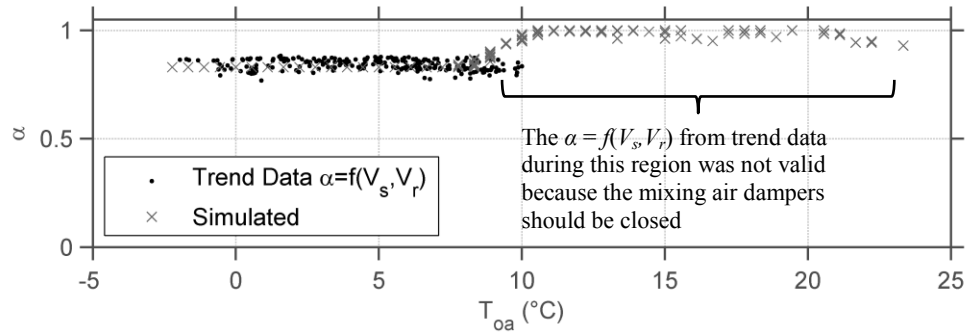 1
0.5
0
α
Trend Data α=f(V_s,V_r)
Simulated
The α = f(V_s,V_r) from trend data
during this region was not valid
because the mixing air dampers
should be closed
-5 0 5 10 15 20 25
T_oa (°C)